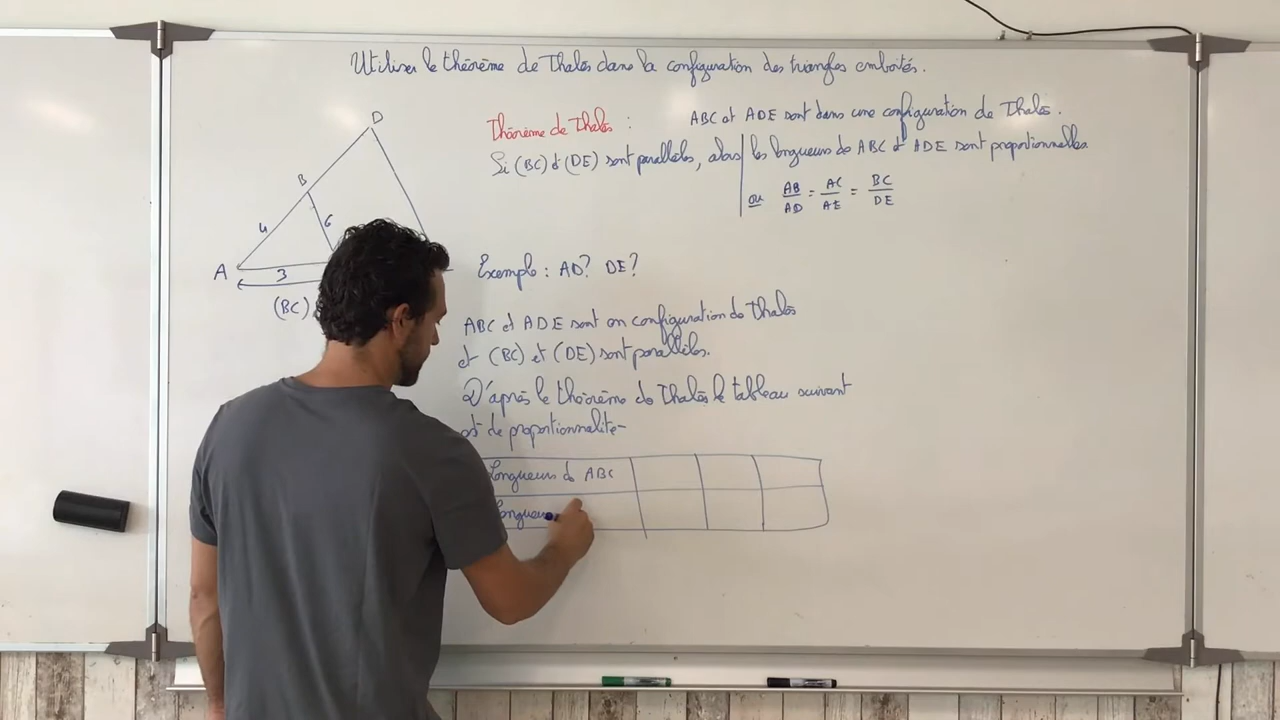 Utiliser le théorème de Thalès dans la configuration des triangles emboités.
D
B
4
6
A
3
(BC)
Théorème de Thalès :
ABC et ADE sont dans une configuration de Thalès.
Si (BC) et (DE) sont parallèles, alors les longueurs de ABC et ADE sont proportionnelles
ou AB/AD = AC/AE = BC/DE
Exemple : AD? DE?
ABC et ADE sont en configuration de Thalès
et (BC) et (DE) sont parallèles.
D'après le théorème de Thalès le tableau suivant
est de proportionnalité
Longueurs de ABC
Longueur